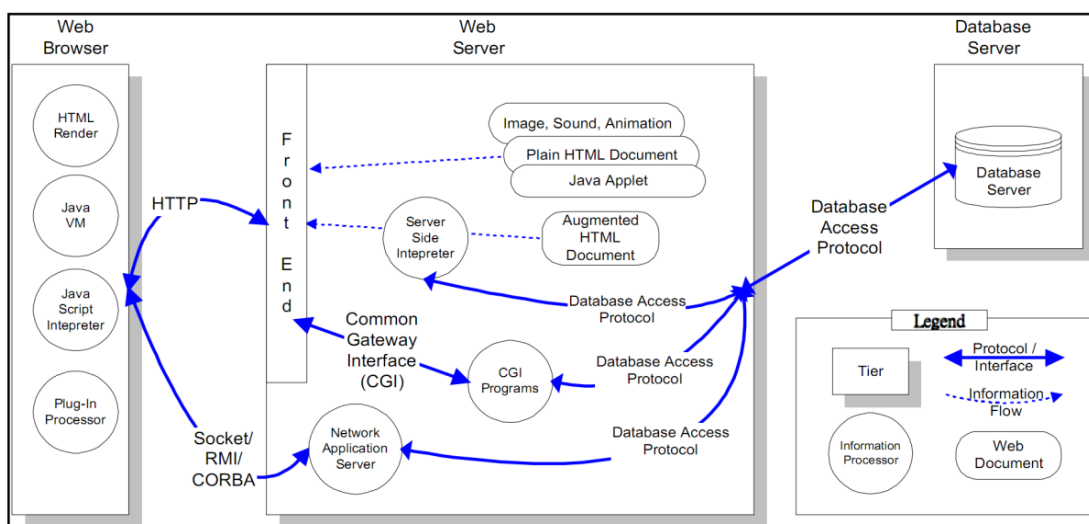 Web
Browser
Web
Server
Database
Server
HTML
Render
Java
VM
Java
Script
Intepreter
Plug-In
Processor
HTTP
Socket/
RMI/
CORBA
F
r
o
n
t
E
n
d
Image, Sound, Animation
Plain HTML Document
Java Applet
Server
Side
Intepreter
Augmented
HTML
Document
Database Access
Protocol
Common
Gateway
Interface
(CGI)
CGI
Programs
Database Access
Protocol
Network
Application
Server
Database Access
Protocol
Database
Access
Protocol
Database
Server
Legend
Tier
Protocol /
Interface
Information
Flow
Information
Processor
Web
Document